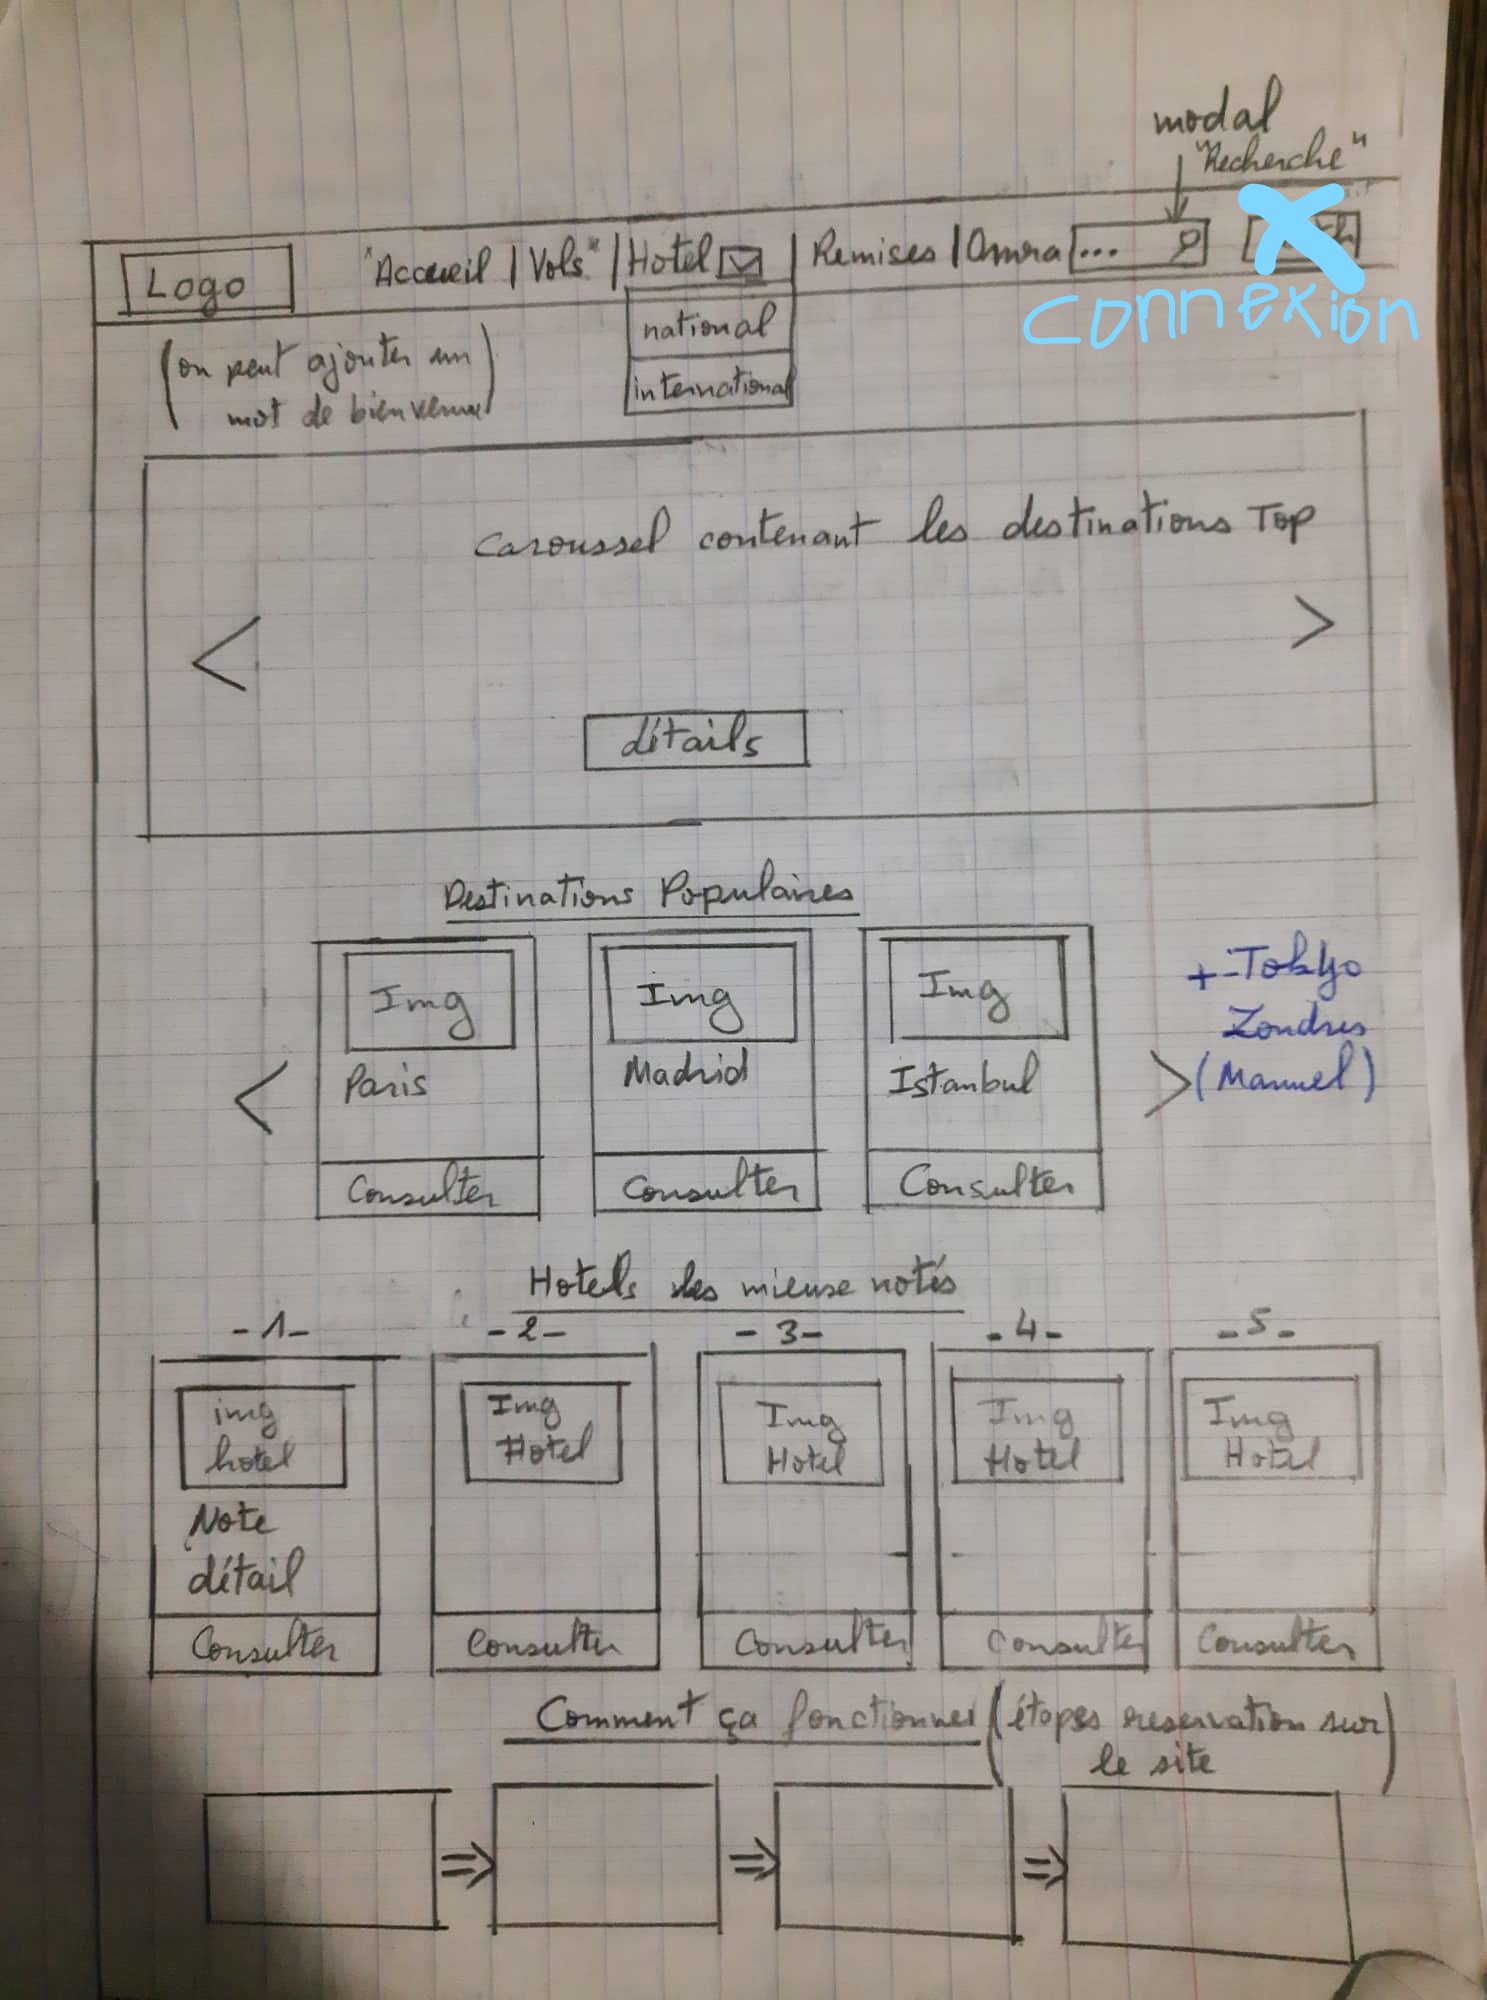 modal
"Recherche"
Logo
"Accueil | Vols" | Hotel | Remises | Omra ...
connexion
national
international
(on peut ajouter un
mot de bienvenue)
Caroussel contenant les destinations Top
<
>
détails
Destinations Populaires
Img
Img
Img
Paris
Madrid
Istanbul
<
>
Consulter
Consulter
Consulter
+ Tokyo
Londres
(Manuel)
Hotels les mieuse notés
-1-
-2-
-3-
-4-
-5-
img
hotel
Img
Hotel
Img
Hotel
Img
Hotel
Img
Hotel
Note
détail
Consulter
Consulter
Consulter
Consulter
Consulter
Comment ça fonctionner (étapes reservation sur
le site)
⇒
⇒
⇒